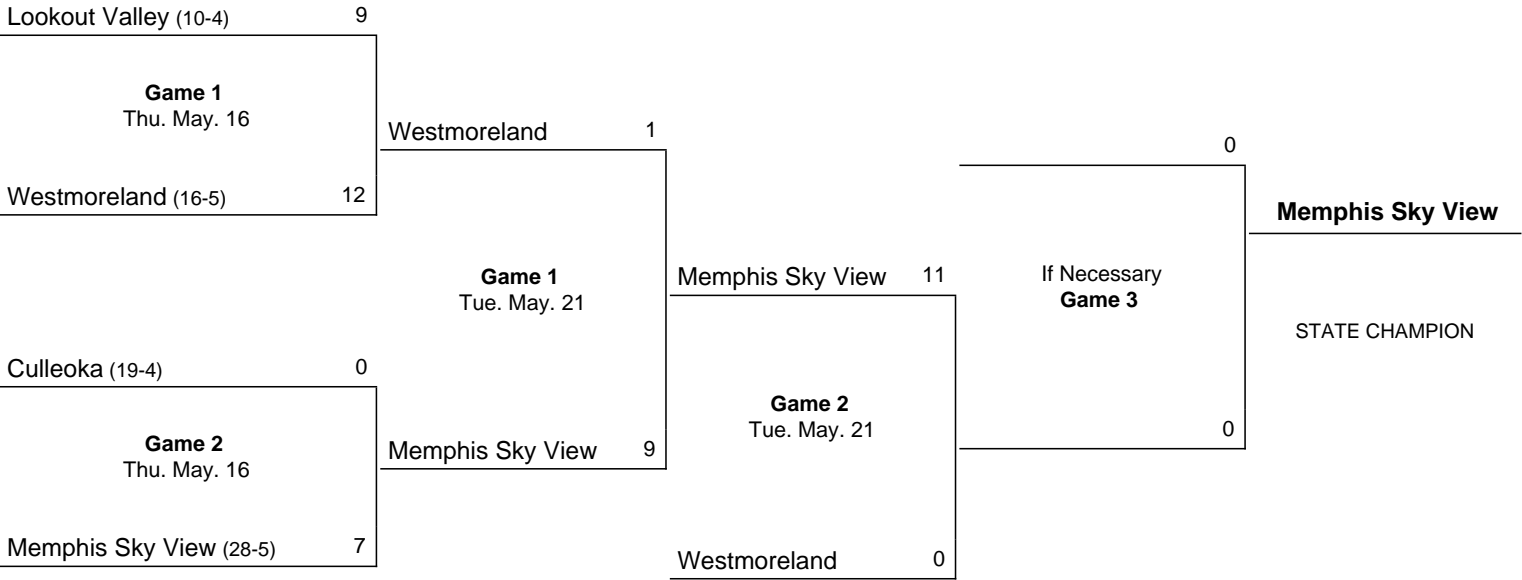 Lookout Valley (10-4) 9
Game 1
Thu. May. 16
Westmoreland (16-5) 12
Culleoka (19-4) 0
Game 2
Thu. May. 16
Memphis Sky View (28-5) 7
Westmoreland 1
Game 1
Tue. May. 21
Memphis Sky View 9
Memphis Sky View 11
Game 2
Tue. May. 21
Westmoreland 0
0
If Necessary
Game 3
0
Memphis Sky View
STATE CHAMPION